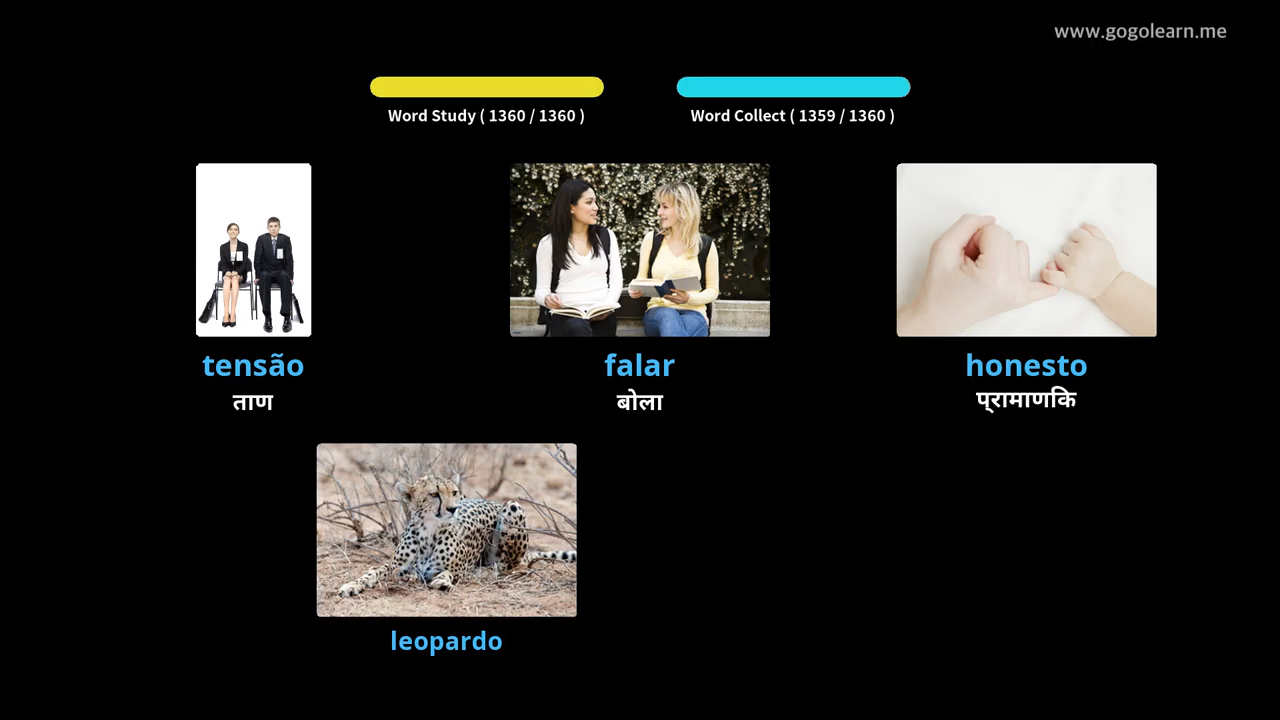 www.gogolearn.me
Word Study ( 1360 / 1360 )
Word Collect ( 1359 / 1360 )
tensão
falar
honesto
ताण
बोला
प्रामाणकि
leopardo